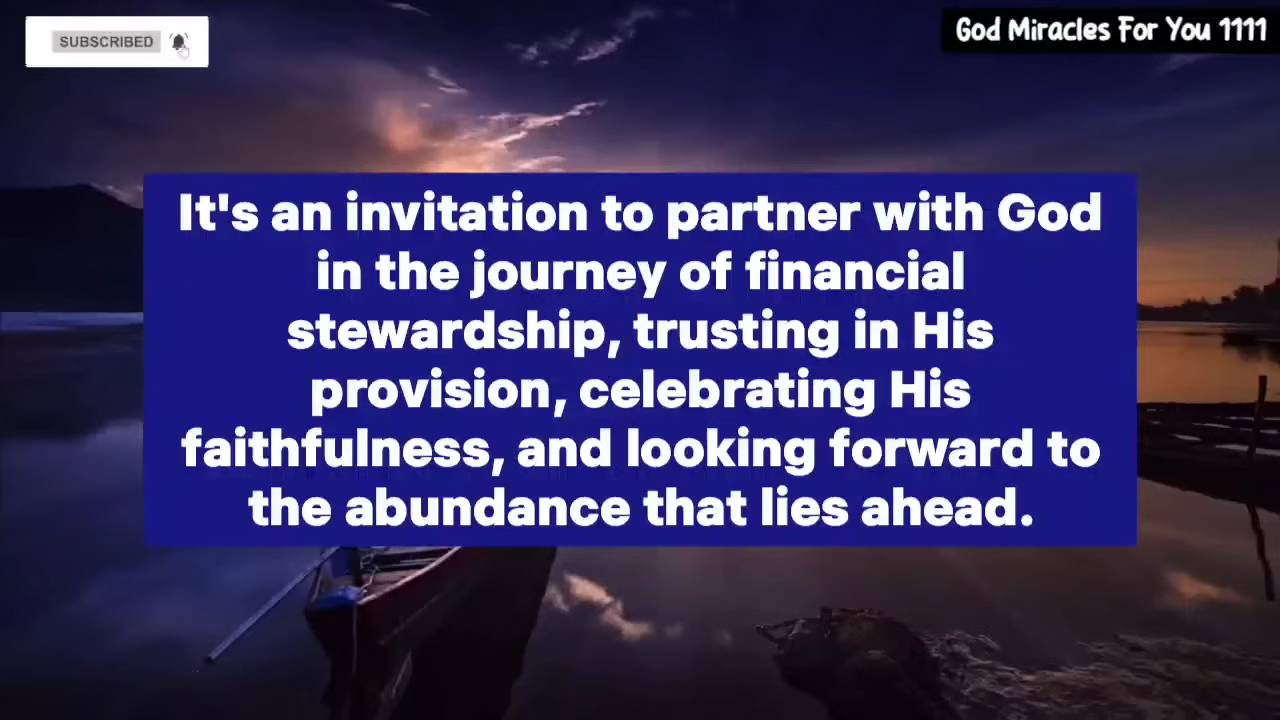 SUBSCRIBED
God Miracles For You 1111
It's an invitation to partner with God
in the journey of financial
stewardship, trusting in His
provision, celebrating His
faithfulness, and looking forward to
the abundance that lies ahead.